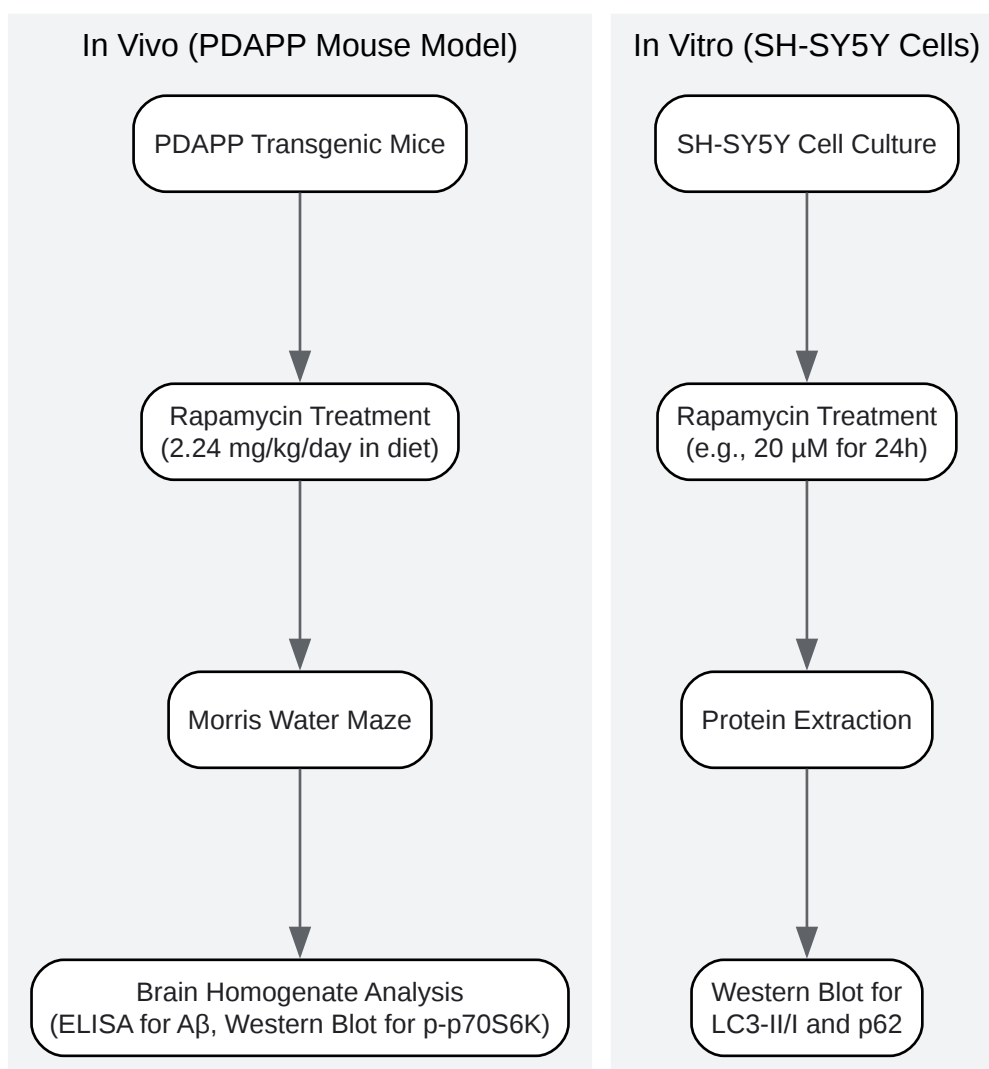 In Vivo (PDAPP Mouse Model)
PDAPP Transgenic Mice
Rapamycin Treatment
(2.24 mg/kg/day in diet)
Morris Water Maze
Brain Homogenate Analysis
(ELISA for Aβ, Western Blot for p-p70S6K)
In Vitro (SH-SY5Y Cells)
SH-SY5Y Cell Culture
Rapamycin Treatment
(e.g., 20 µM for 24h)
Protein Extraction
Western Blot for
LC3-II/I and p62